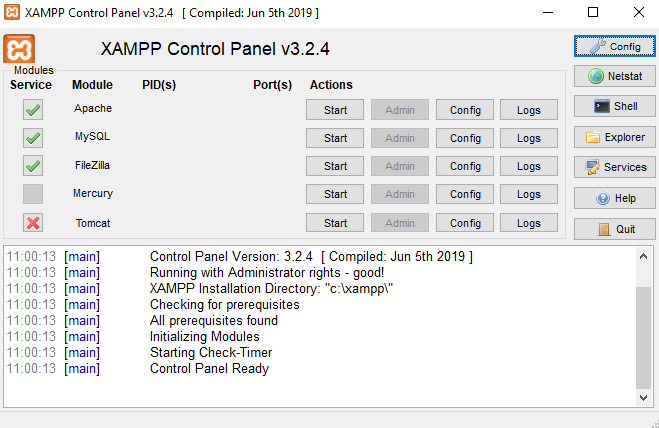 XAMPP Control Panel v3.2.4 [ Compiled: Jun 5th 2019 ]
XAMPP Control Panel v3.2.4
Config
Modules
Service Module PID(s) Port(s) Actions
Netstat
Apache Start Admin Config Logs
Shell
MySQL Start Admin Config Logs
Explorer
FileZilla Start Admin Config Logs
Services
Mercury Start Admin Config Logs
Help
Tomcat Start Admin Config Logs
Quit
11:00:13 [main] Control Panel Version: 3.2.4 [ Compiled: Jun 5th 2019 ]
11:00:13 [main] Running with Administrator rights - good!
11:00:13 [main] XAMPP Installation Directory: "c:\xampp\"
11:00:13 [main] Checking for prerequisites
11:00:13 [main] All prerequisites found
11:00:13 [main] Initializing Modules
11:00:13 [main] Starting Check-Timer
11:00:13 [main] Control Panel Ready